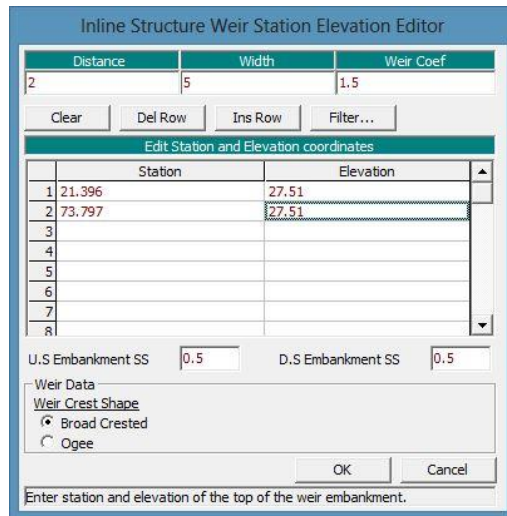 Inline Structure Weir Station Elevation Editor
Distance Width Weir Coef
2 5 1.5
Clear Del Row Ins Row Filter...
Edit Station and Elevation coordinates
Station Elevation
1 21.396 27.51
2 73.797 27.51
3
4
5
6
7
8
U.S Embankment SS 0.5 D.S Embankment SS 0.5
Weir Data
Weir Crest Shape
Broad Crested
Ogee
OK Cancel
Enter station and elevation of the top of the weir embankment.